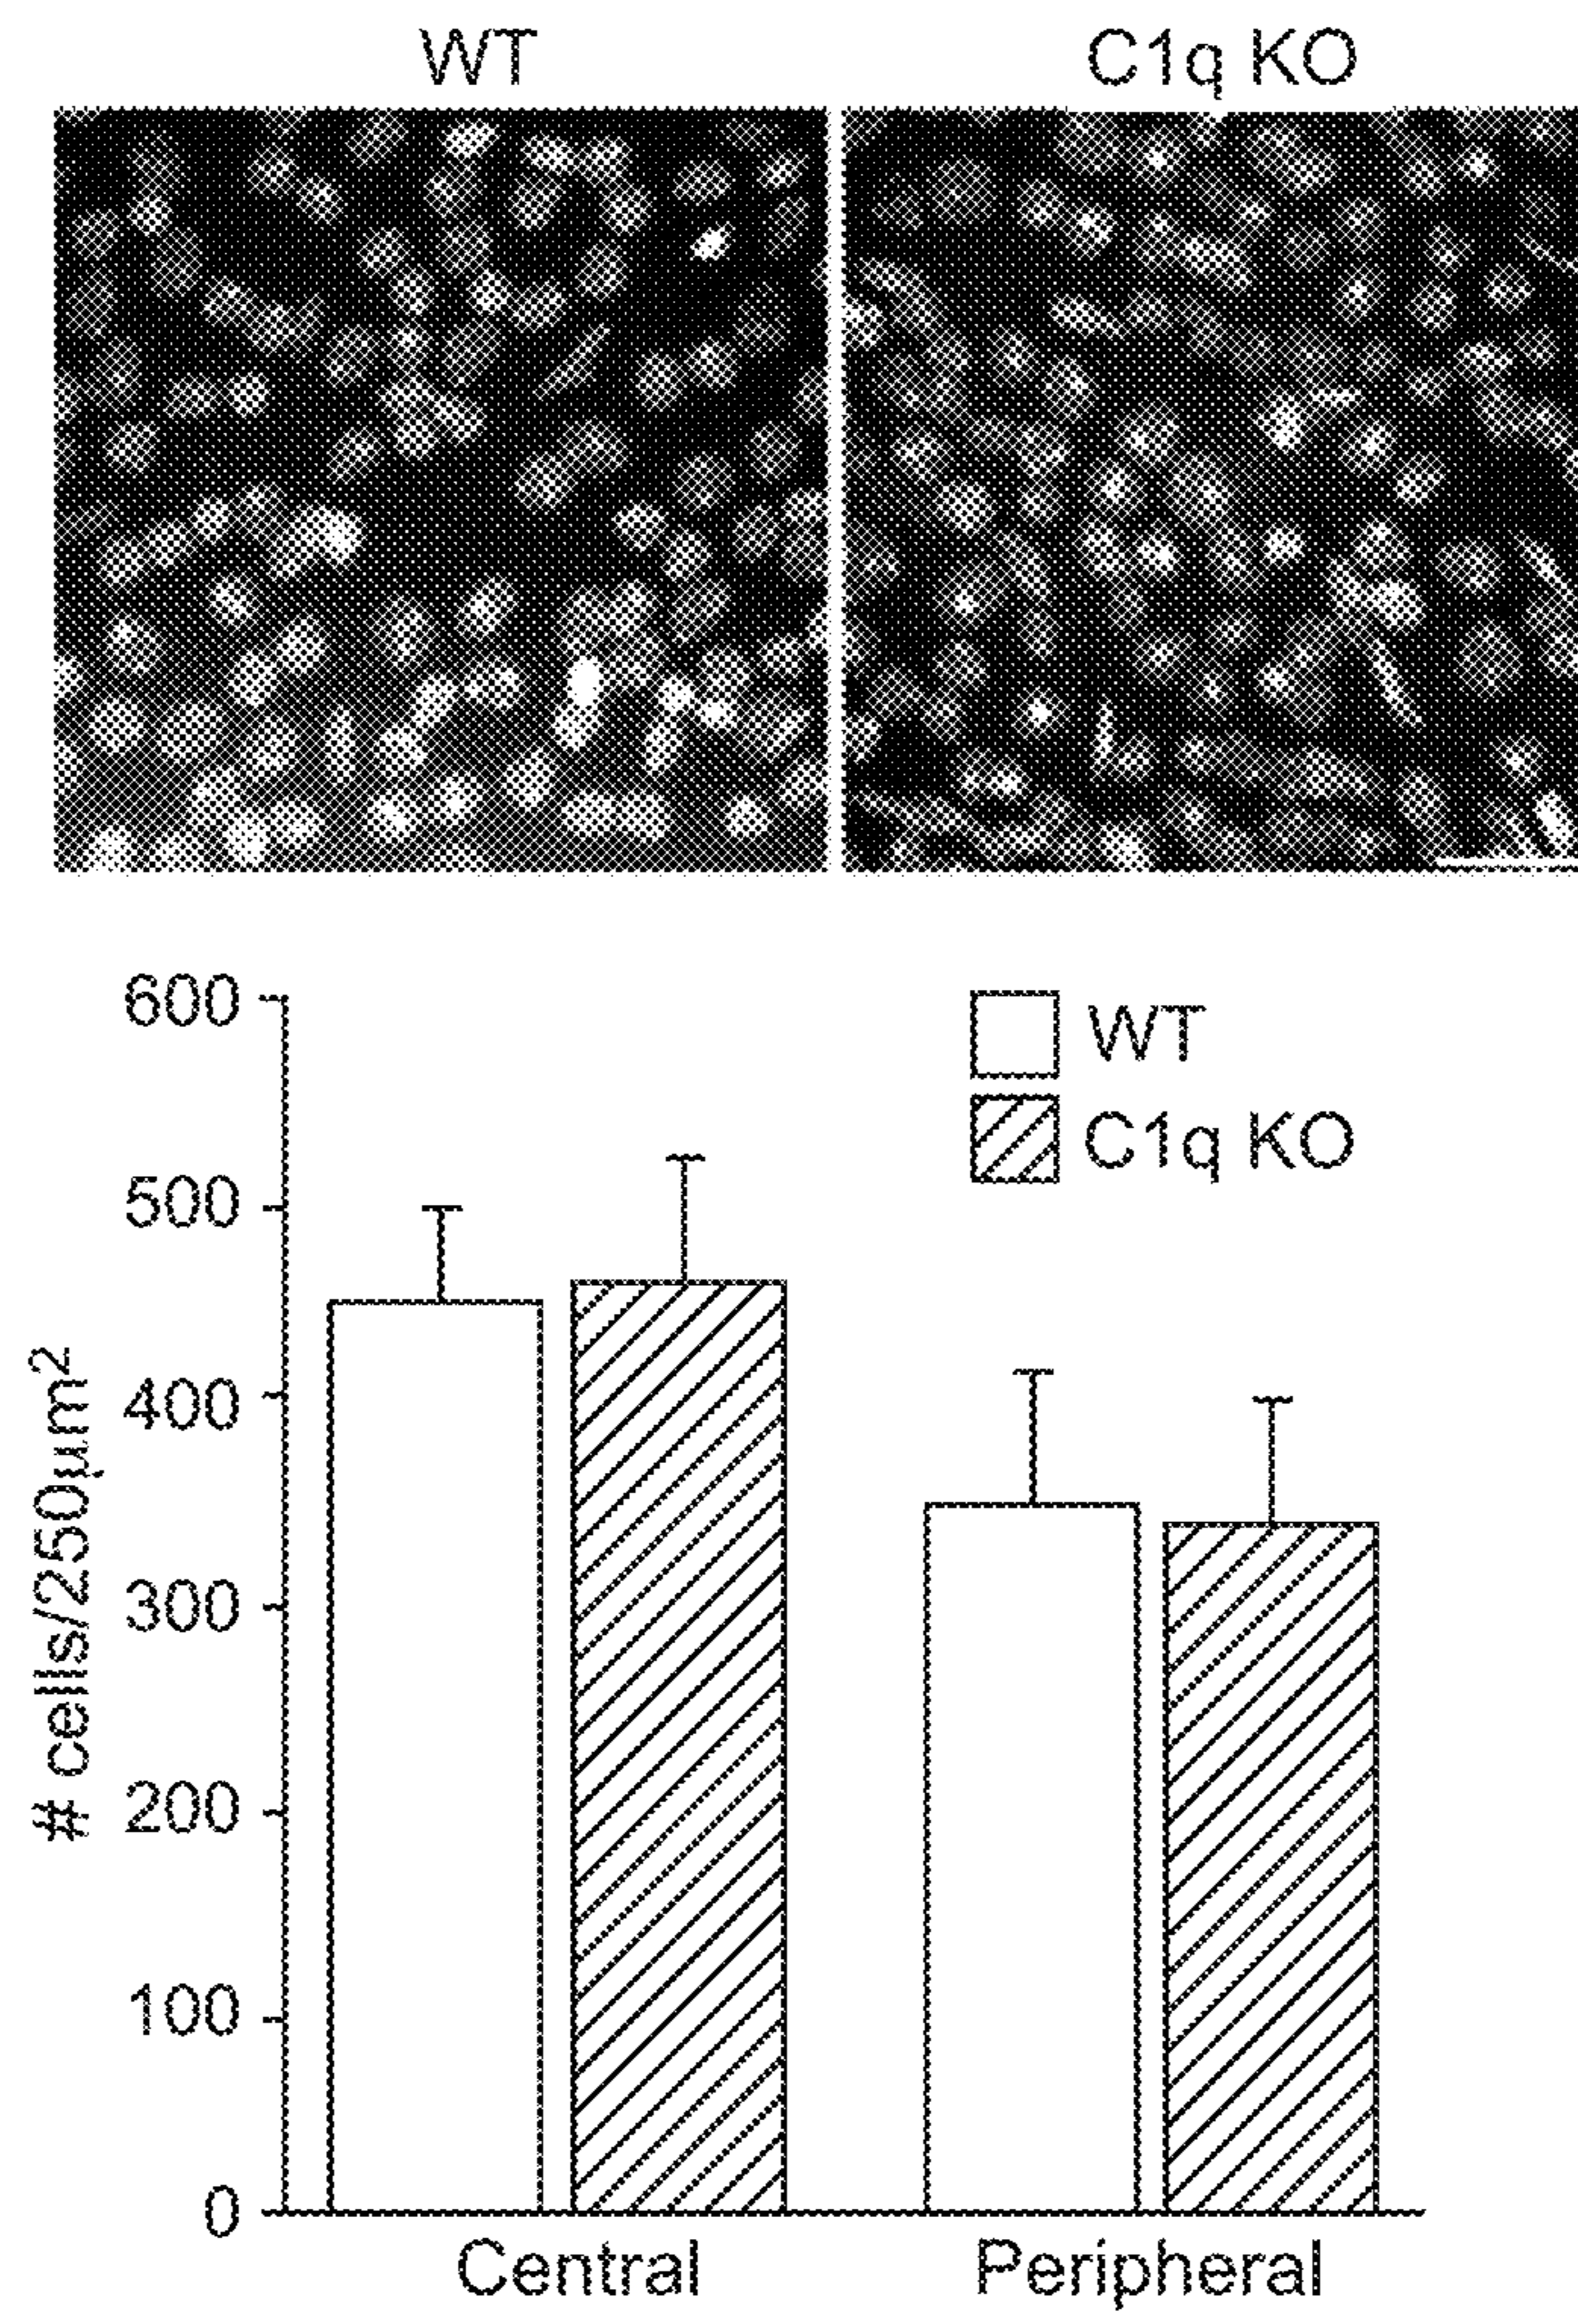 WT
C1q KO
600
500
400
300
200
100
0
# cells/250µm²
WT
C1q KO
Central
Peripheral